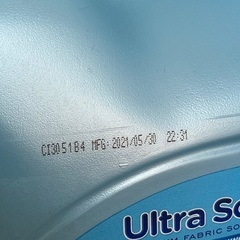 CI305184 MFG-2021/05/30 22:31
Ultra So
FABRIC SO